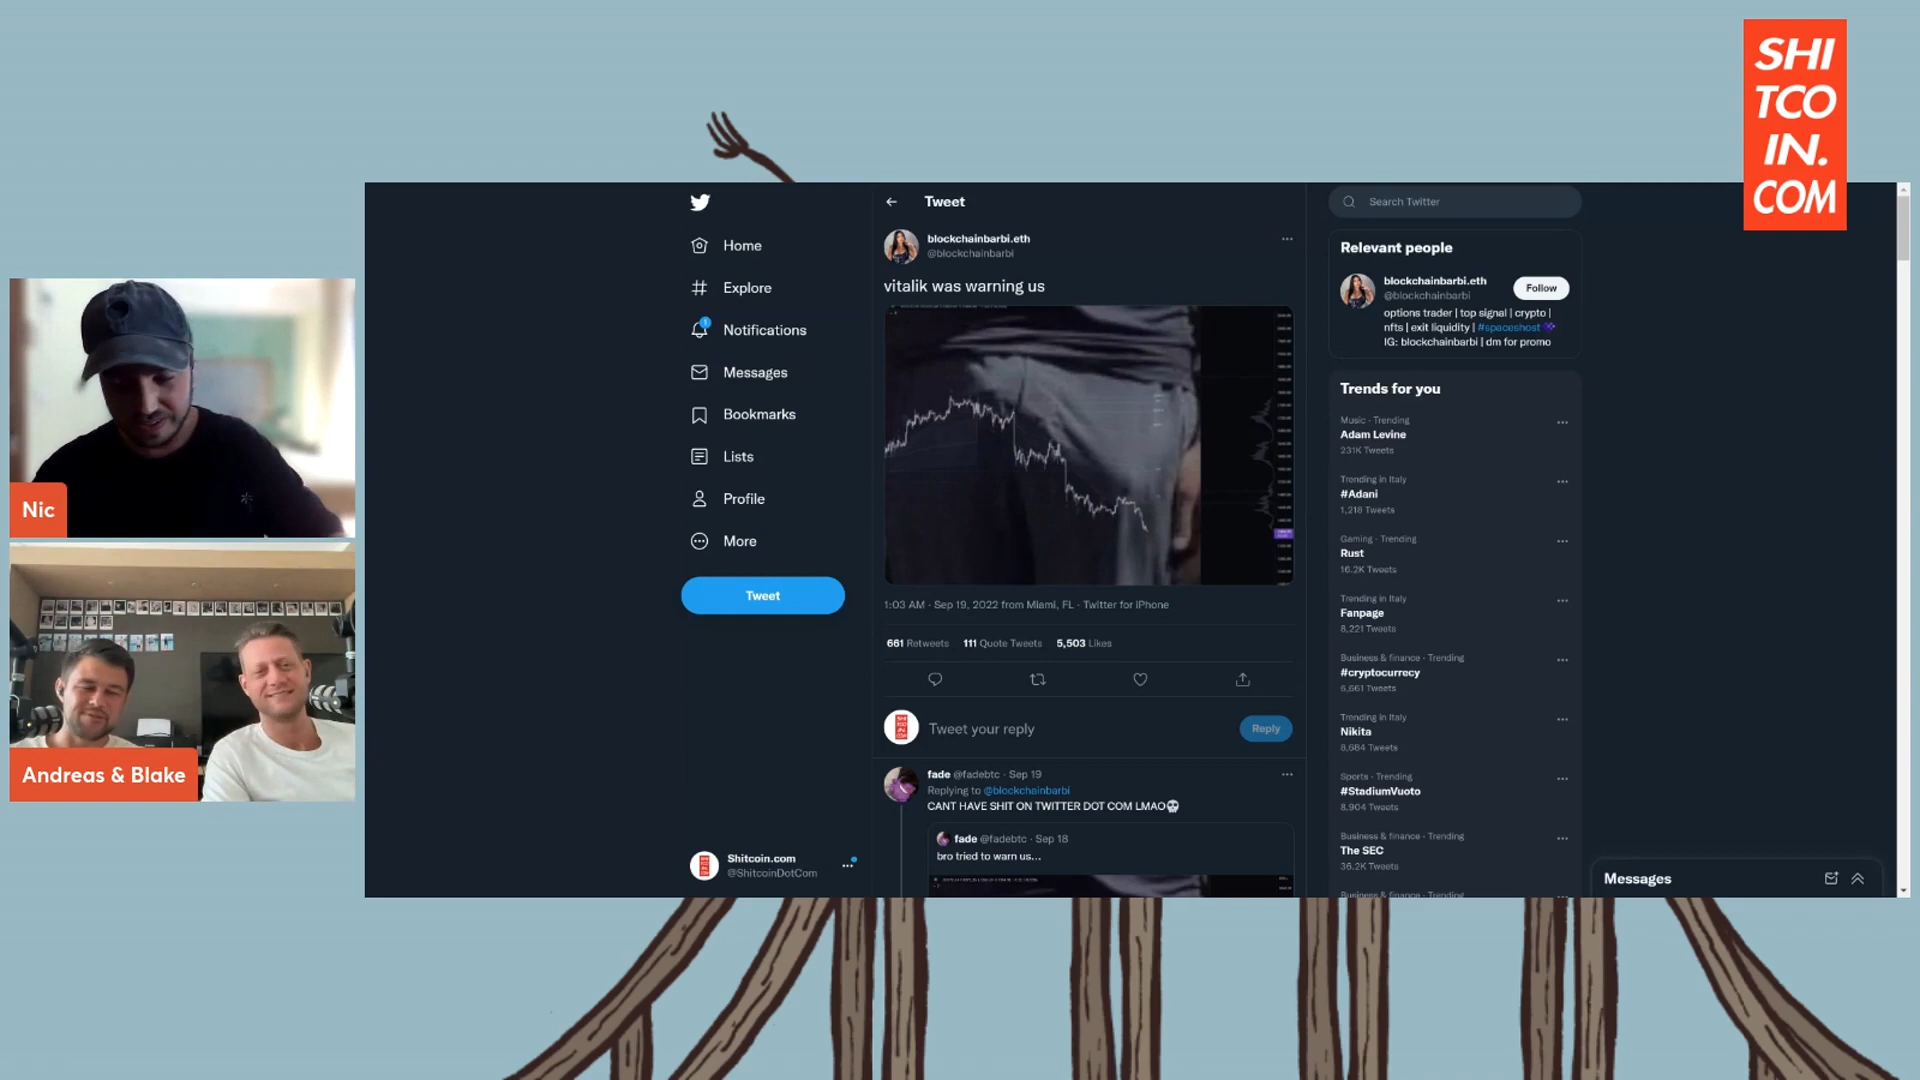 SHI
TCO
IN.
COM
Nic
Andreas & Blake
Home
Explore
Notifications
1
Messages
Bookmarks
Lists
Profile
More
Tweet
Shitcoin.com
@ShitcoinDotCom
Tweet
blockchainbarbi.eth
@blockchainbarbi
vitalik was warning us
1:03 AM · Sep 19, 2022 from Miami, FL · Twitter for iPhone
661 Retweets 111 Quote Tweets 5,503 Likes
Tweet your reply
Reply
fade @fadebtc · Sep 19
Replying to @blockchainbarbi
CANT HAVE SHIT ON TWITTER DOT COM LMAO💀
fade @fadebtc · Sep 18
bro tried to warn us...
Search Twitter
Relevant people
blockchainbarbi.eth
@blockchainbarbi
Follow
options trader | top signal | crypto |
nfts | exit liquidity | #spaceshost
IG: blockchainbarbi | dm for promo
Trends for you
Music · Trending
Adam Levine
231K Tweets
Trending in Italy
#Adani
1,218 Tweets
Gaming · Trending
Rust
16.2K Tweets
Trending in Italy
Fanpage
8,221 Tweets
Business & finance · Trending
#cryptocurrecy
6,661 Tweets
Trending in Italy
Nikita
8,684 Tweets
Sports · Trending
#StadiumVuoto
8,904 Tweets
Business & finance · Trending
The SEC
36.2K Tweets
Business & finance · Trending
Messages